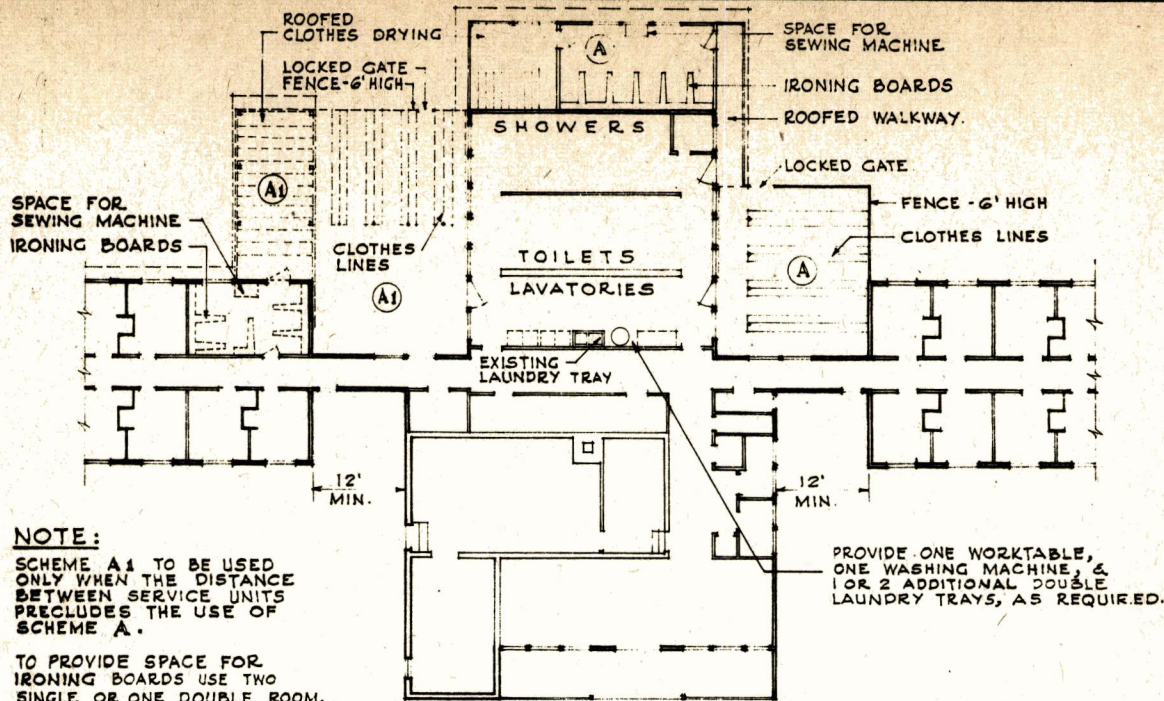 ROOFED
CLOTHES DRYING
LOCKED GATE
FENCE-6' HIGH
SPACE FOR
SEWING MACHINE
IRONING BOARDS
ROOFED WALKWAY.
LOCKED GATE
FENCE - 6' HIGH
CLOTHES LINES
A
SHOWERS
TOILETS
LAVATORIES
A
A1
SPACE FOR
SEWING MACHINE
IRONING BOARDS
CLOTHES
LINES
A1
EXISTING
LAUNDRY TRAY
12'
MIN.
12'
MIN.
NOTE:
SCHEME A1 TO BE USED
ONLY WHEN THE DISTANCE
BETWEEN SERVICE UNITS
PRECLUDES THE USE OF
SCHEME A.
TO PROVIDE SPACE FOR
IRONING BOARDS USE TWO
SINGLE OR ONE DOUBLE ROOM.
PROVIDE ONE WORKTABLE,
ONE WASHING MACHINE, &
1 OR 2 ADDITIONAL DOUBLE
LAUNDRY TRAYS, AS REQUIRED.